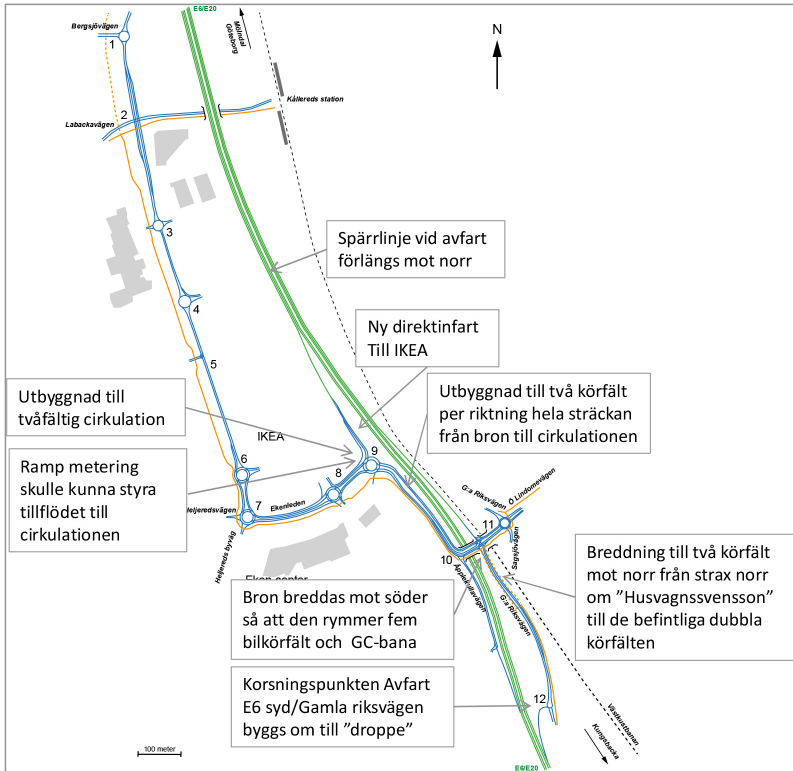 E6/E20
Bergsjövägen
Mölndal
Göteborg
N
1
Kållereds station
2
Labackavägen
3
Spärrlinje vid avfart
förlängs mot norr
4
Ny direktinfart
Till IKEA
5
Utbyggnad till två körfält
per riktning hela sträckan
från bron till cirkulationen
Utbyggnad till
tvåfältig cirkulation
IKEA
9
6
Ramp metering
skulle kunna styra
tillflödet till
cirkulationen
8
G:a Riksvägen
Ö Lindomevägen
7
Ekenleden
eljeredsvägen
11
Sagsjövägen
Heljereds byväg
10
Ekon center
Äpplekullavägen
G:a Riksvägen
Breddning till två körfält
mot norr från strax norr
om ”Husvagnssvensson”
till de befintliga dubbla
körfälten
Bron breddas mot söder
så att den rymmer fem
bilkörfält och GC-bana
Korsningspunkten Avfart
E6 syd/Gamla riksvägen
byggs om till ”droppe”
12
Västkustbanan
Kungsbacka
100 meter
E6/E20